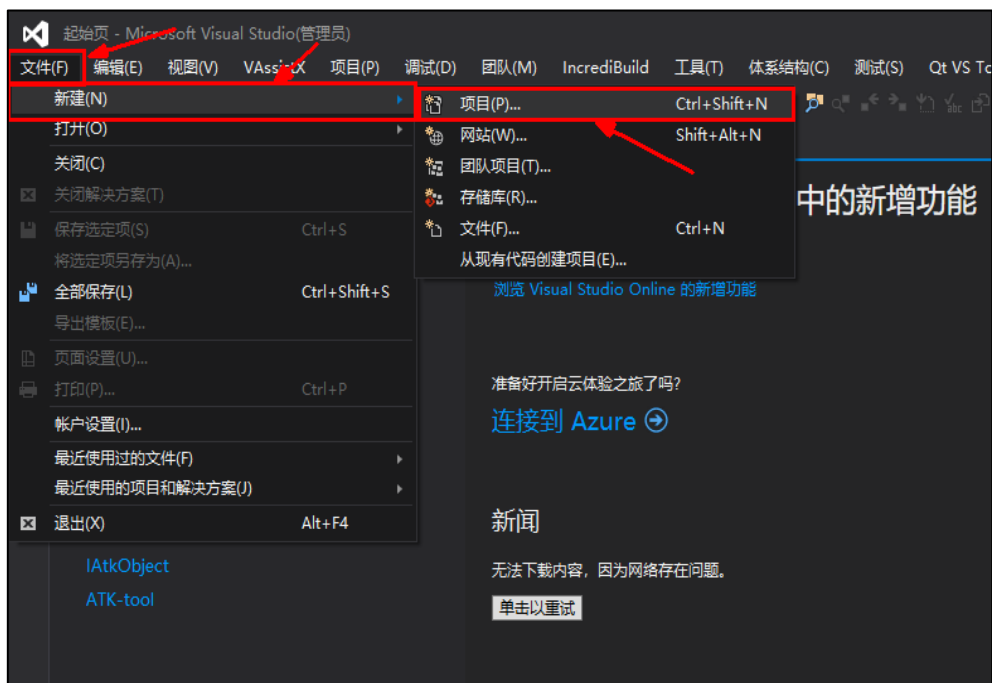 起始页 - Microsoft Visual Studio(管理员)
文件(F) 编辑(E) 视图(V) VAssistX 项目(P) 调试(D) 团队(M) IncrediBuild 工具(T) 体系结构(C) 测试(S) Qt VS To
新建(N)
打开(O)
关闭(C)
关闭解决方案(T)
保存选定项(S) Ctrl+S
将选定项另存为(A)...
全部保存(L) Ctrl+Shift+S
导出模板(E)...
页面设置(U)...
打印(P)... Ctrl+P
帐户设置(I)...
最近使用过的文件(F)
最近使用的项目和解决方案(J)
退出(X) Alt+F4
项目(P)... Ctrl+Shift+N
网站(W)... Shift+Alt+N
团队项目(T)...
存储库(R)...
文件(F)... Ctrl+N
从现有代码创建项目(E)...
中的新增功能
浏览 Visual Studio Online 的新增功能
准备好开启云体验之旅了吗?
连接到 Azure
新闻
无法下载内容，因为网络存在问题。
单击以重试
IAtkObject
ATK-tool